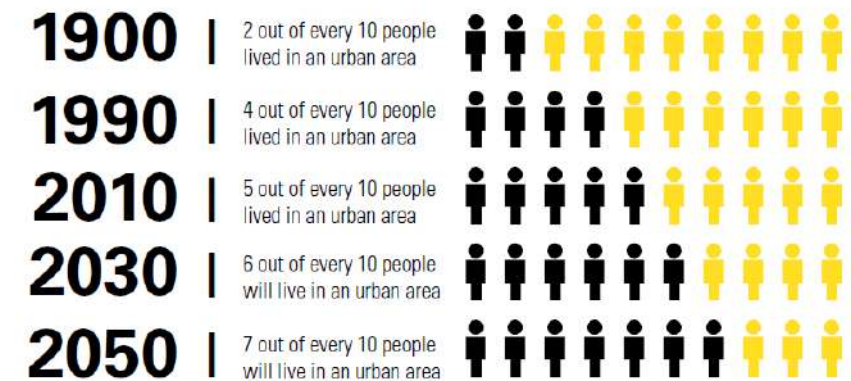 1900 | 2 out of every 10 people
lived in an urban area
1990 | 4 out of every 10 people
lived in an urban area
2010 | 5 out of every 10 people
lived in an urban area
2030 | 6 out of every 10 people
will live in an urban area
2050 | 7 out of every 10 people
will live in an urban area